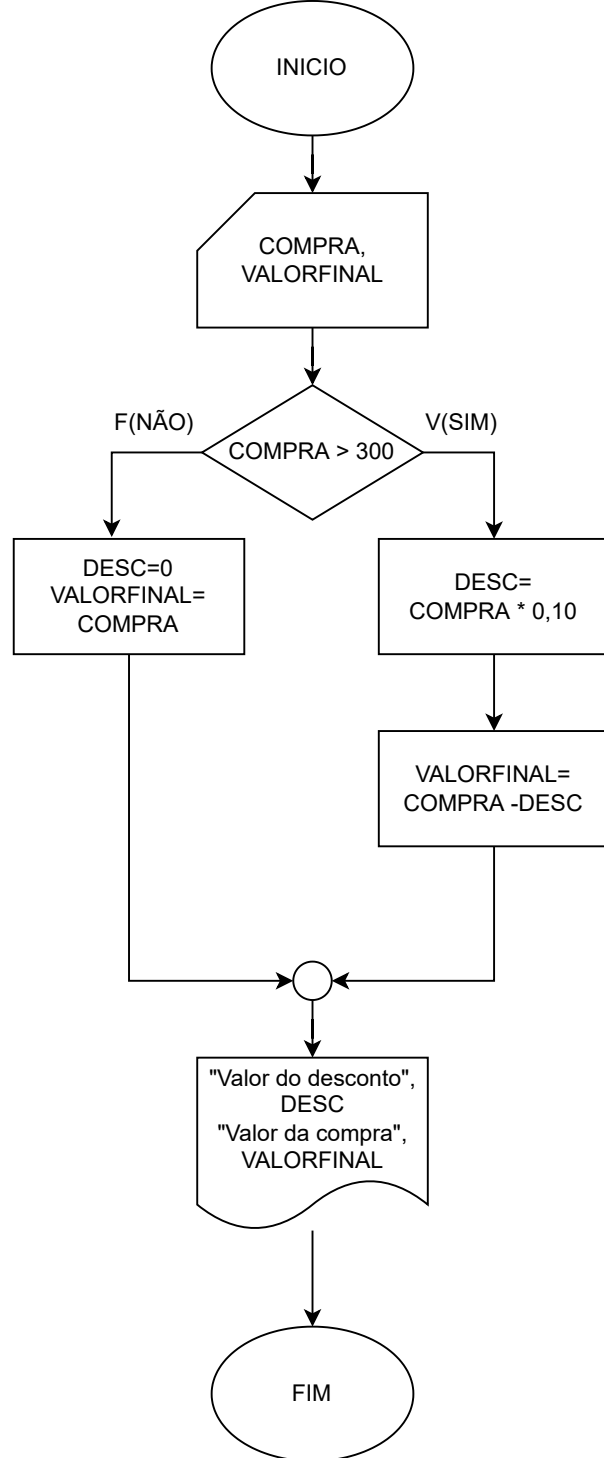 INICIO
COMPRA,
VALORFINAL
F(NÃO)
V(SIM)
COMPRA > 300
DESC=0
VALORFINAL=
COMPRA
DESC=
COMPRA * 0,10
VALORFINAL=
COMPRA -DESC
"Valor do desconto",
DESC
"Valor da compra",
VALORFINAL
FIM